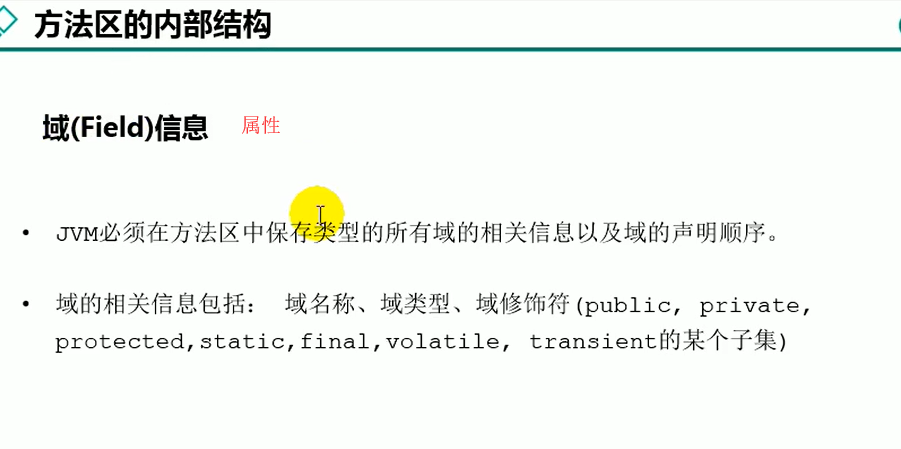 方法区的内部结构
域(Field)信息 属性
• JVM必须在方法区中保存类型的所有域的相关信息以及域的声明顺序。
• 域的相关信息包括： 域名称、域类型、域修饰符(public, private,
protected,static,final,volatile, transient的某个子集)